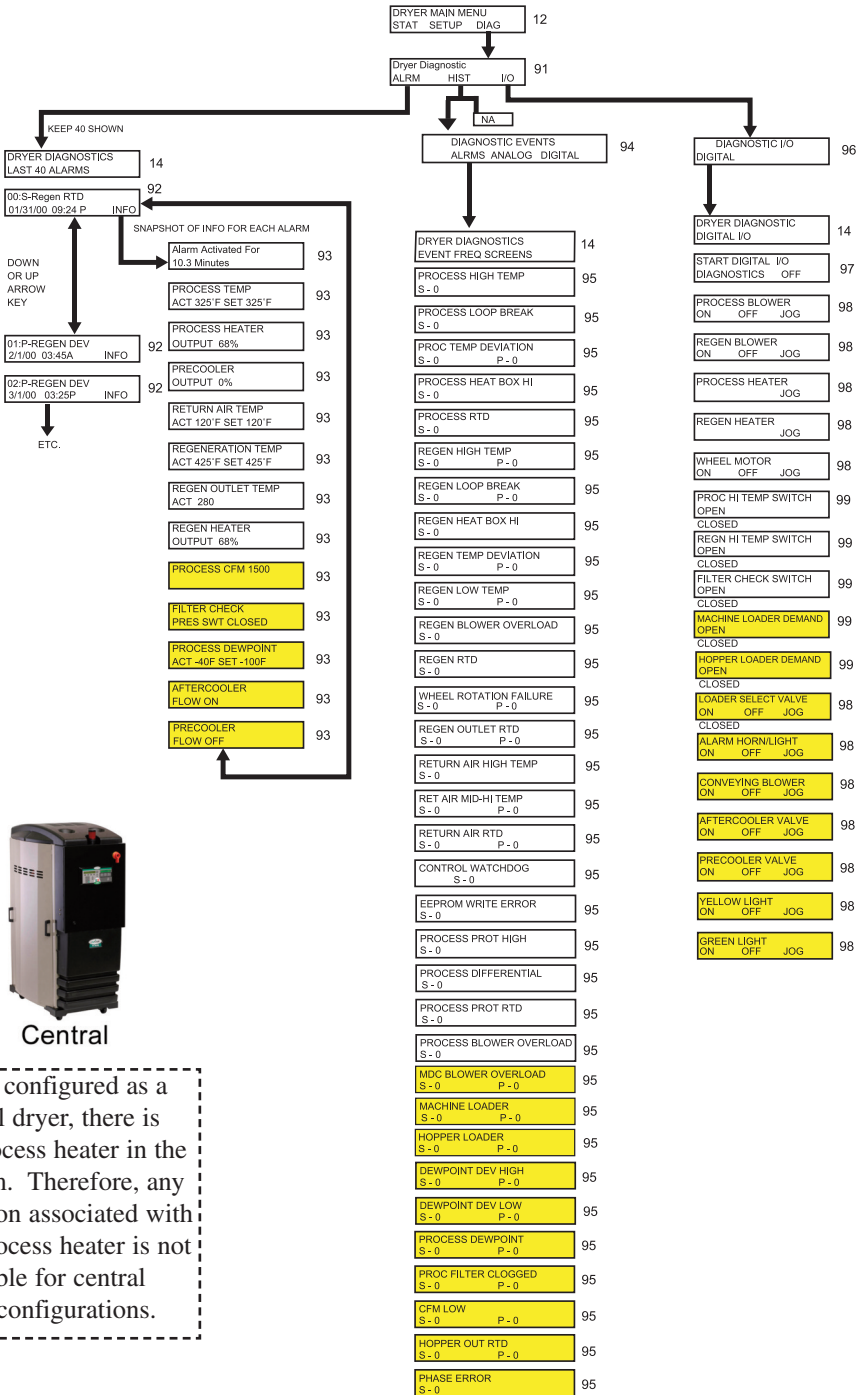 DRYER MAIN MENU
STAT SETUP DIAG
12
Dryer Diagnostic
ALRM HIST I/O
91
NA
KEEP 40 SHOWN
DRYER DIAGNOSTICS
LAST 40 ALARMS
14
00:S-Regen RTD
01/31/00 09:24 P INFO
92
SNAPSHOT OF INFO FOR EACH ALARM
DOWN
OR UP
ARROW
KEY
01:P-REGEN DEV
2/1/00 03:45A INFO
92
02:P-REGEN DEV
3/1/00 03:25P INFO
92
ETC.
Alarm Activated For
10.3 Minutes
93
PROCESS TEMP
ACT 325°F SET 325°F
93
PROCESS HEATER
OUTPUT 68%
93
PRECOOLER
OUTPUT 0%
93
RETURN AIR TEMP
ACT 120°F SET 120°F
93
REGENERATION TEMP
ACT 425°F SET 425°F
93
REGEN OUTLET TEMP
ACT 280
93
REGEN HEATER
OUTPUT 68%
93
PROCESS CFM 1500
93
FILTER CHECK
PRES SWT CLOSED
93
PROCESS DEWPOINT
ACT -40F SET -100F
93
AFTERCOOLER
FLOW ON
93
PRECOOLER
FLOW OFF
93
DIAGNOSTIC EVENTS
ALRMS ANALOG DIGITAL
94
DRYER DIAGNOSTICS
EVENT FREQ SCREENS
14
PROCESS HIGH TEMP
S - 0
95
PROCESS LOOP BREAK
S - 0
95
PROC TEMP DEVIATION
S - 0 P - 0
95
PROCESS HEAT BOX HI
S - 0
95
PROCESS RTD
S - 0
95
REGEN HIGH TEMP
S - 0 P - 0
95
REGEN LOOP BREAK
S - 0 P - 0
95
REGEN HEAT BOX HI
S - 0
95
REGEN TEMP DEVIATION
S - 0 P - 0
95
REGEN LOW TEMP
S - 0 P - 0
95
REGEN BLOWER OVERLOAD
S - 0
95
REGEN RTD
S - 0
95
WHEEL ROTATION FAILURE
S - 0 P - 0
95
REGEN OUTLET RTD
S - 0 P - 0
95
RETURN AIR HIGH TEMP
S - 0
95
RET AIR MID-HI TEMP
S - 0 P - 0
95
RETURN AIR RTD
S - 0 P - 0
95
CONTROL WATCHDOG
S - 0
95
EEPROM WRITE ERROR
S - 0
95
PROCESS PROT HIGH
S - 0
95
PROCESS DIFFERENTIAL
S - 0
95
PROCESS PROT RTD
S - 0
95
PROCESS BLOWER OVERLOAD
S - 0
95
MDC BLOWER OVERLOAD
S - 0 P - 0
95
MACHINE LOADER
S - 0 P - 0
95
HOPPER LOADER
S - 0 P - 0
95
DEWPOINT DEV HIGH
S - 0 P - 0
95
DEWPOINT DEV LOW
S - 0 P - 0
95
PROCESS DEWPOINT
S - 0 P - 0
95
PROC FILTER CLOGGED
S - 0 P - 0
95
CFM LOW
S - 0 P - 0
95
HOPPER OUT RTD
S - 0 P - 0
95
PHASE ERROR
S - 0
95
DIAGNOSTIC I/O
DIGITAL
96
DRYER DIAGNOSTIC
DIGITAL I/O
14
START DIGITAL I/O
DIAGNOSTICS OFF
97
PROCESS BLOWER
ON OFF JOG
98
REGEN BLOWER
ON OFF JOG
98
PROCESS HEATER
JOG
98
REGEN HEATER
JOG
98
WHEEL MOTOR
ON OFF JOG
98
PROC HI TEMP SWITCH
OPEN
99
CLOSED
REGN HI TEMP SWITCH
OPEN
99
CLOSED
FILTER CHECK SWITCH
OPEN
99
CLOSED
MACHINE LOADER DEMAND
OPEN
99
CLOSED
HOPPER LOADER DEMAND
OPEN
99
CLOSED
LOADER SELECT VALVE
ON OFF JOG
98
CLOSED
ALARM HORN/LIGHT
ON OFF JOG
98
CONVEYING BLOWER
ON OFF JOG
98
AFTERCOOLER VALVE
ON OFF JOG
98
PRECOOLER VALVE
ON OFF JOG
98
YELLOW LIGHT
ON OFF JOG
98
GREEN LIGHT
ON OFF JOG
98
Central
configured as a
l dryer, there is
ocess heater in the
n. Therefore, any
on associated with
rocess heater is not
ble for central
configurations.